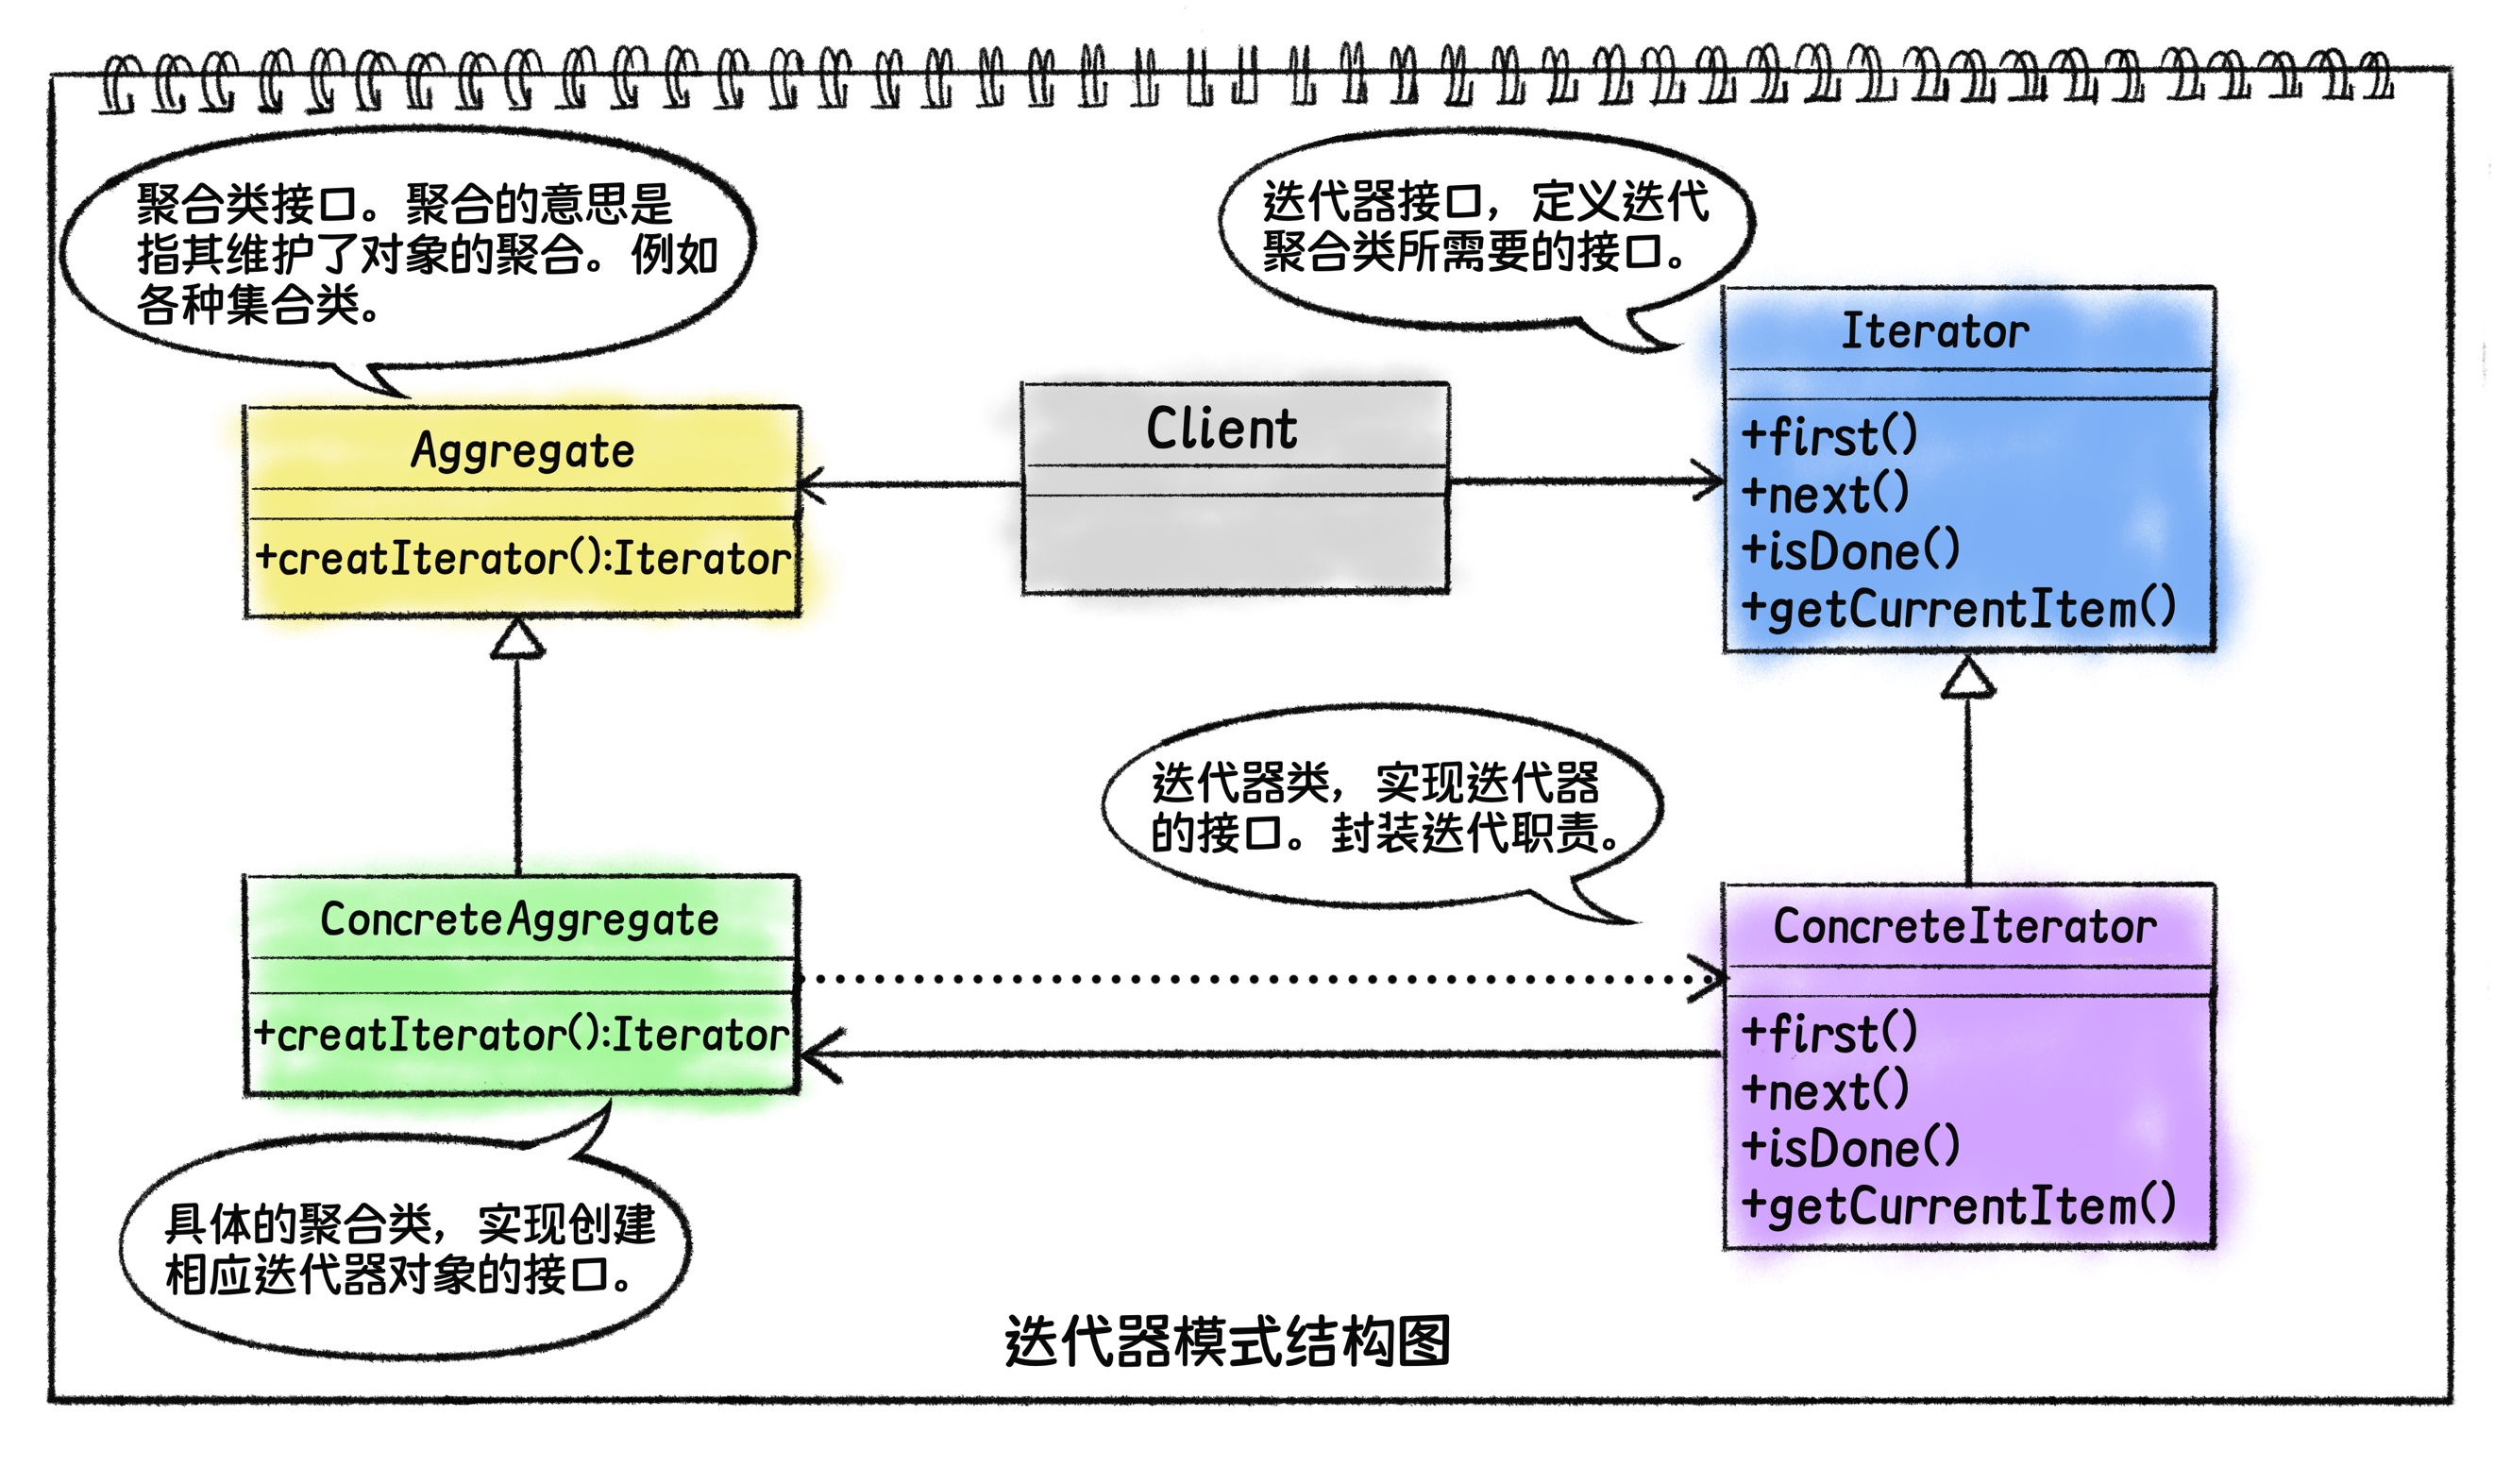 聚合类接口。聚合的意思是
指其维护了对象的聚合。例如
各种集合类。
迭代器接口，定义迭代
聚合类所需要的接口。
Aggregate
+creatIterator():Iterator
Client
Iterator
+first()
+next()
+isDone()
+getCurrentItem()
迭代器类，实现迭代器
的接口。封装迭代职责。
ConcreteAggregate
+creatIterator():Iterator
ConcreteIterator
+first()
+next()
+isDone()
+getCurrentItem()
具体的聚合类，实现创建
相应迭代器对象的接口。
迭代器模式结构图